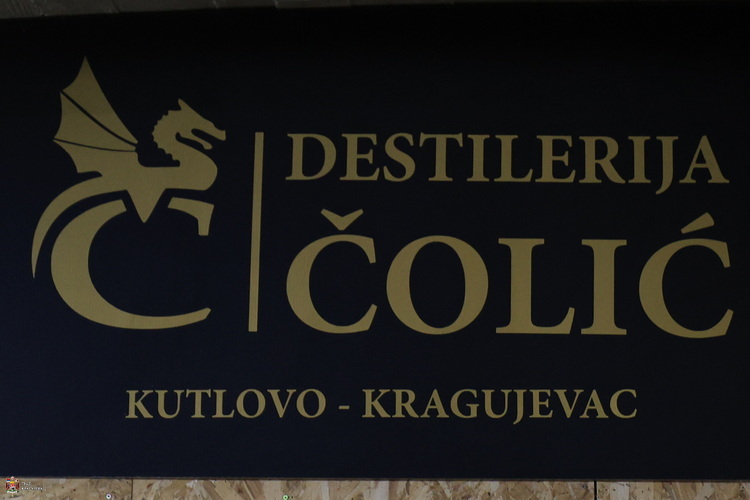 DESTILERIJA
ČOLIĆ
KUTLOVO - KRAGUJEVAC